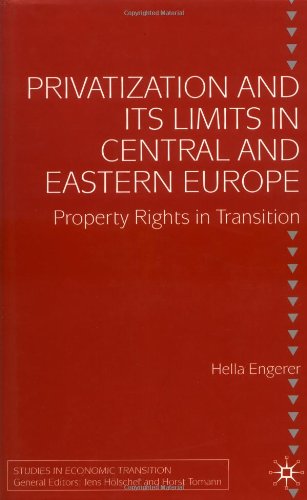 PRIVATIZATION AND
ITS LIMITS IN
CENTRAL AND
EASTERN EUROPE
Property Rights in Transition
Hella Engerer
STUDIES IN ECONOMIC TRANSITION
General Editors: Jens Hölscher and Horst Tomann